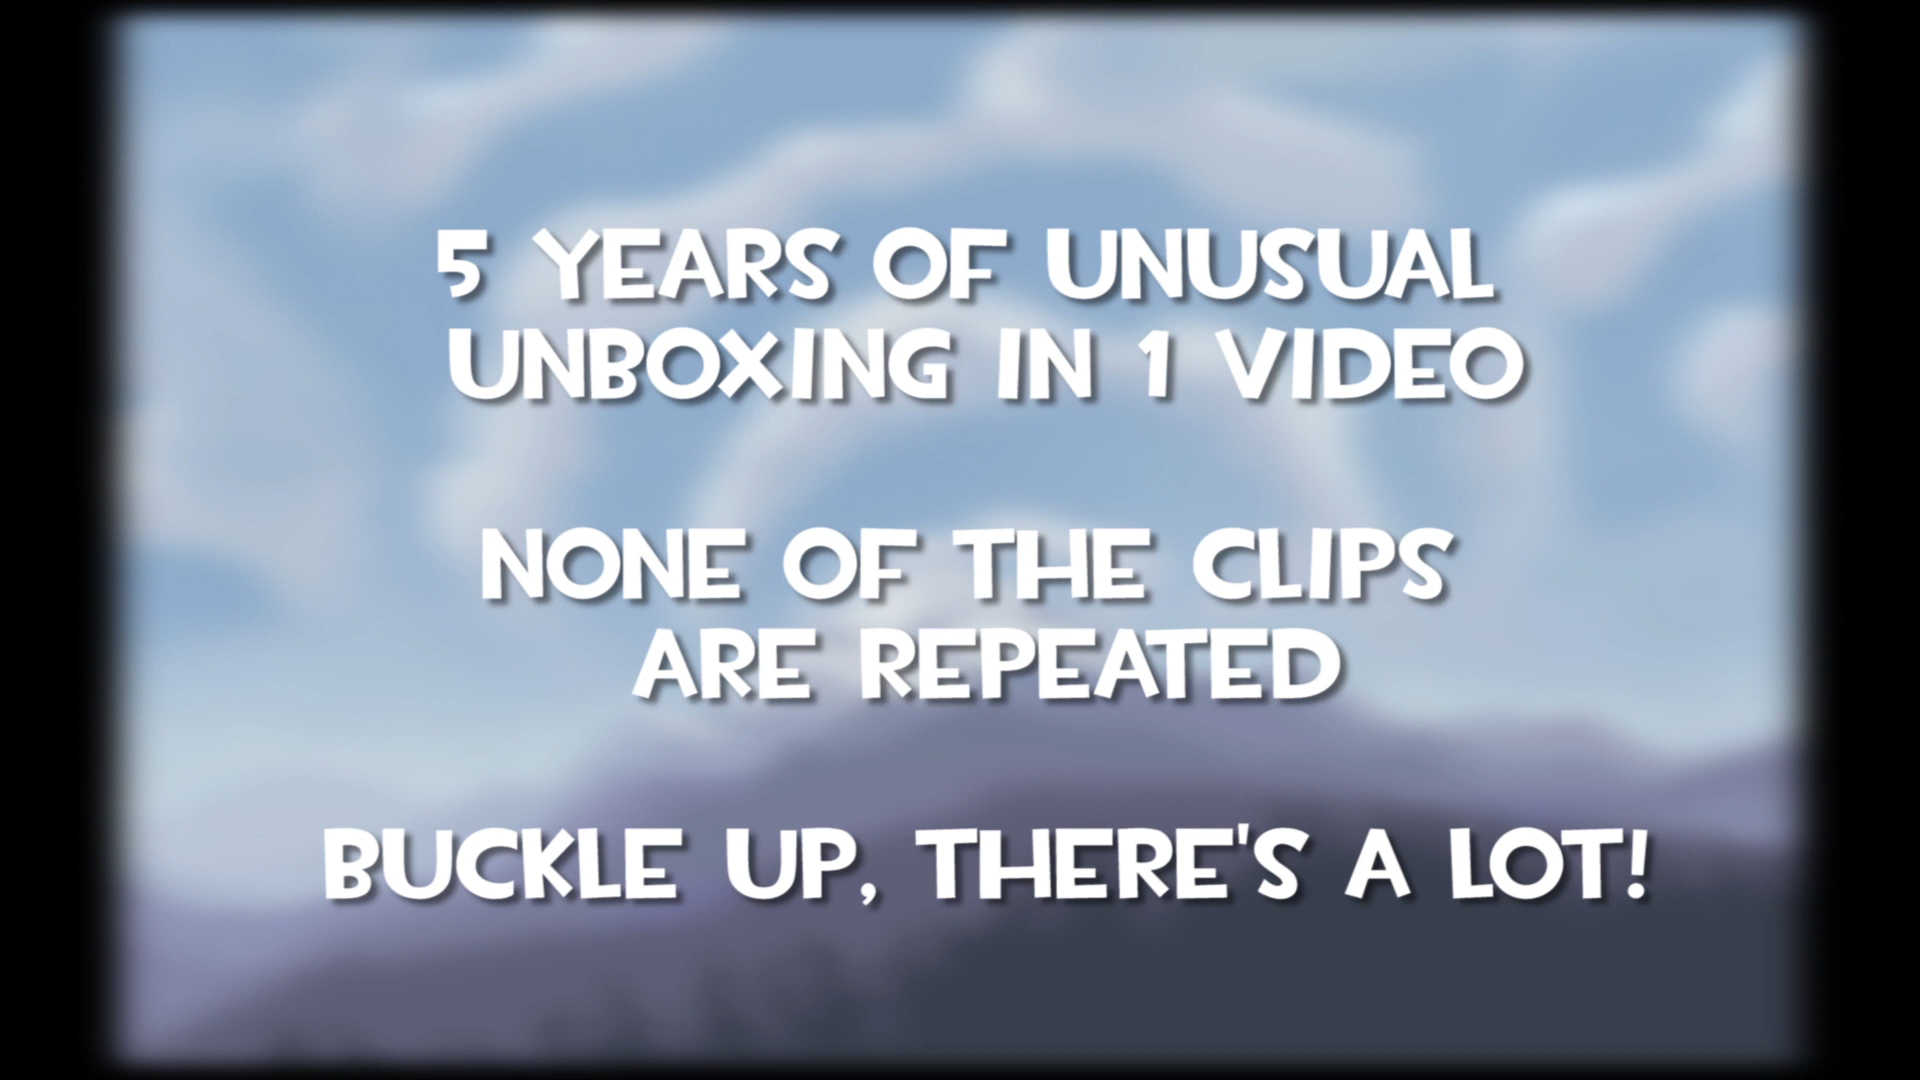 5 YEARS OF UNUSUAL
UNBOXING IN 1 VIDEO
NONE OF THE CLIPS
ARE REPEATED
BUCKLE UP, THERE'S A LOT!